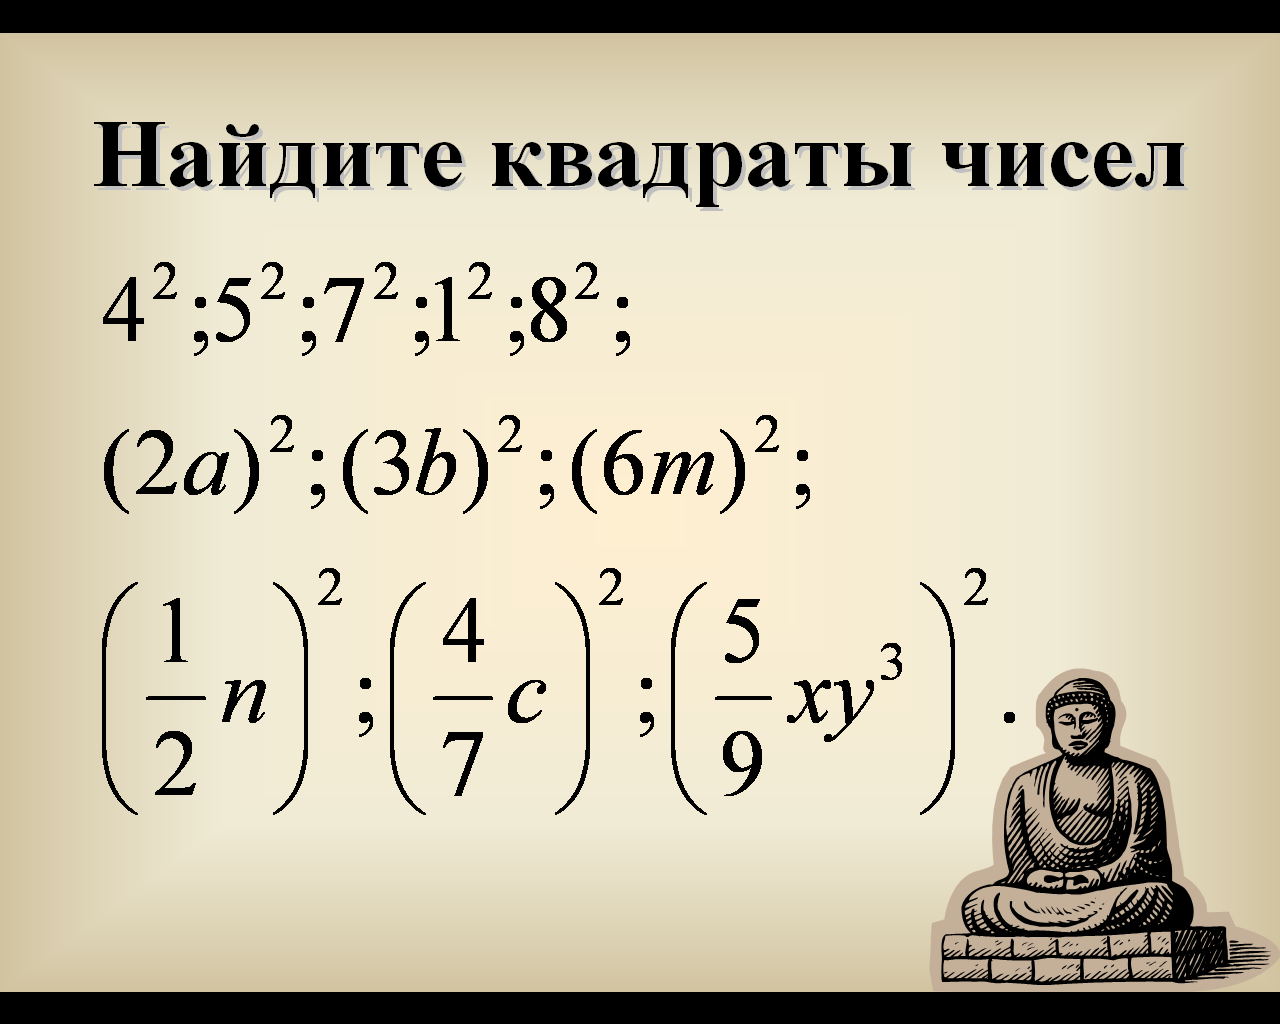 Найдите квадраты чисел
4²;5²;7²;1²;8²;
(2a)²;(3b)²;(6m)²;
(1/2 n)²;(4/7 c)²;(5/9 xy³)².